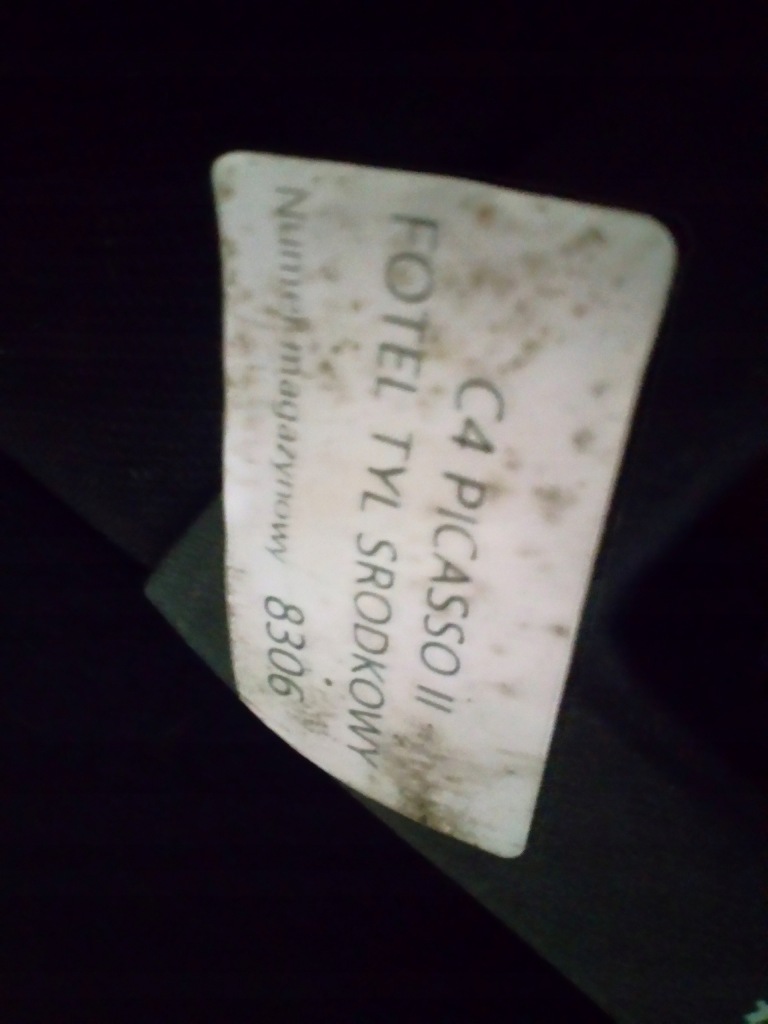 C4 PICASSO II
FOTEL TYL SRODKOWY
Numer magazynowy 8306